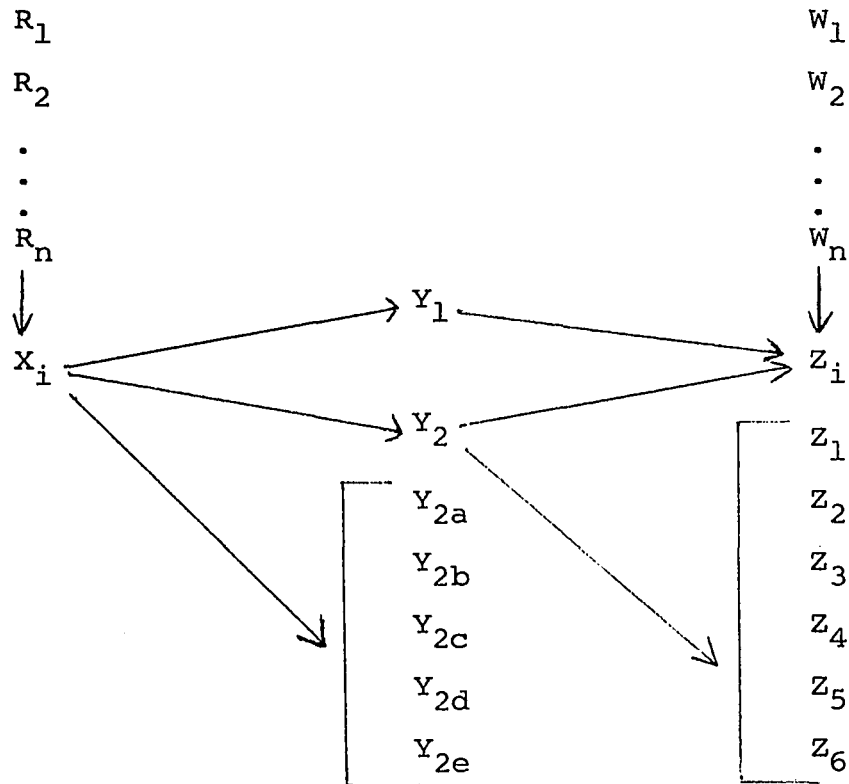 R1 W1
R2 W2
.
.
.
.
.
.
Rn Wn
Y1
Xi Zi
Y2 Z1
Y2a Z2
Y2b Z3
Y2c Z4
Y2d Z5
Y2e Z6